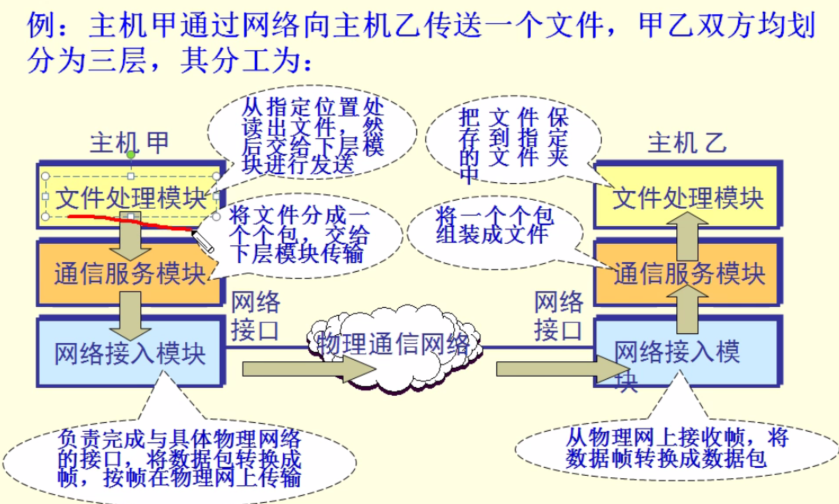 例：主机甲通过网络向主机乙传送一个文件，甲乙双方均划
分为三层，其分工为：
主机 甲
从指定位置处
读出文件，然
后交给下层模
块进行发送
把文件保
存到指定
的文件夹
中
主机 乙
文件处理模块
将文件分成一
个个包，交给
下层模块传输
将一个个包
组装成文件
文件处理模块
通信服务模块
通信服务模块
网络
接口
网络
接口
网络接入模块
物理通信网络
网络接入模
块
负责完成与具体物理网络
的接口，将数据包转换成
帧，按帧在物理网上传输
从物理网上接收帧，将
数据帧转换成数据包